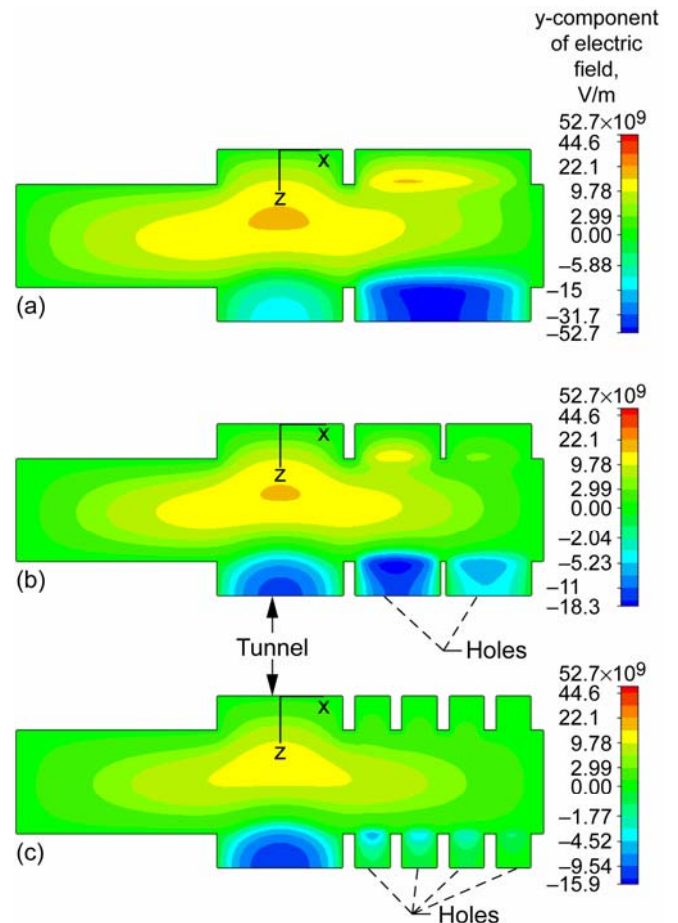 y-component
of electric
field,
V/m
52.7×10⁹
44.6
22.1
9.78
2.99
0.00
–5.88
–15
–31.7
–52.7
x
z
(a)
52.7×10⁹
44.6
22.1
9.78
2.99
0.00
–2.04
–5.23
–11
–18.3
x
z
(b)
Tunnel
Holes
52.7×10⁹
44.6
22.1
9.78
2.99
0.00
–1.77
–4.52
–9.54
–15.9
x
z
(c)
Holes